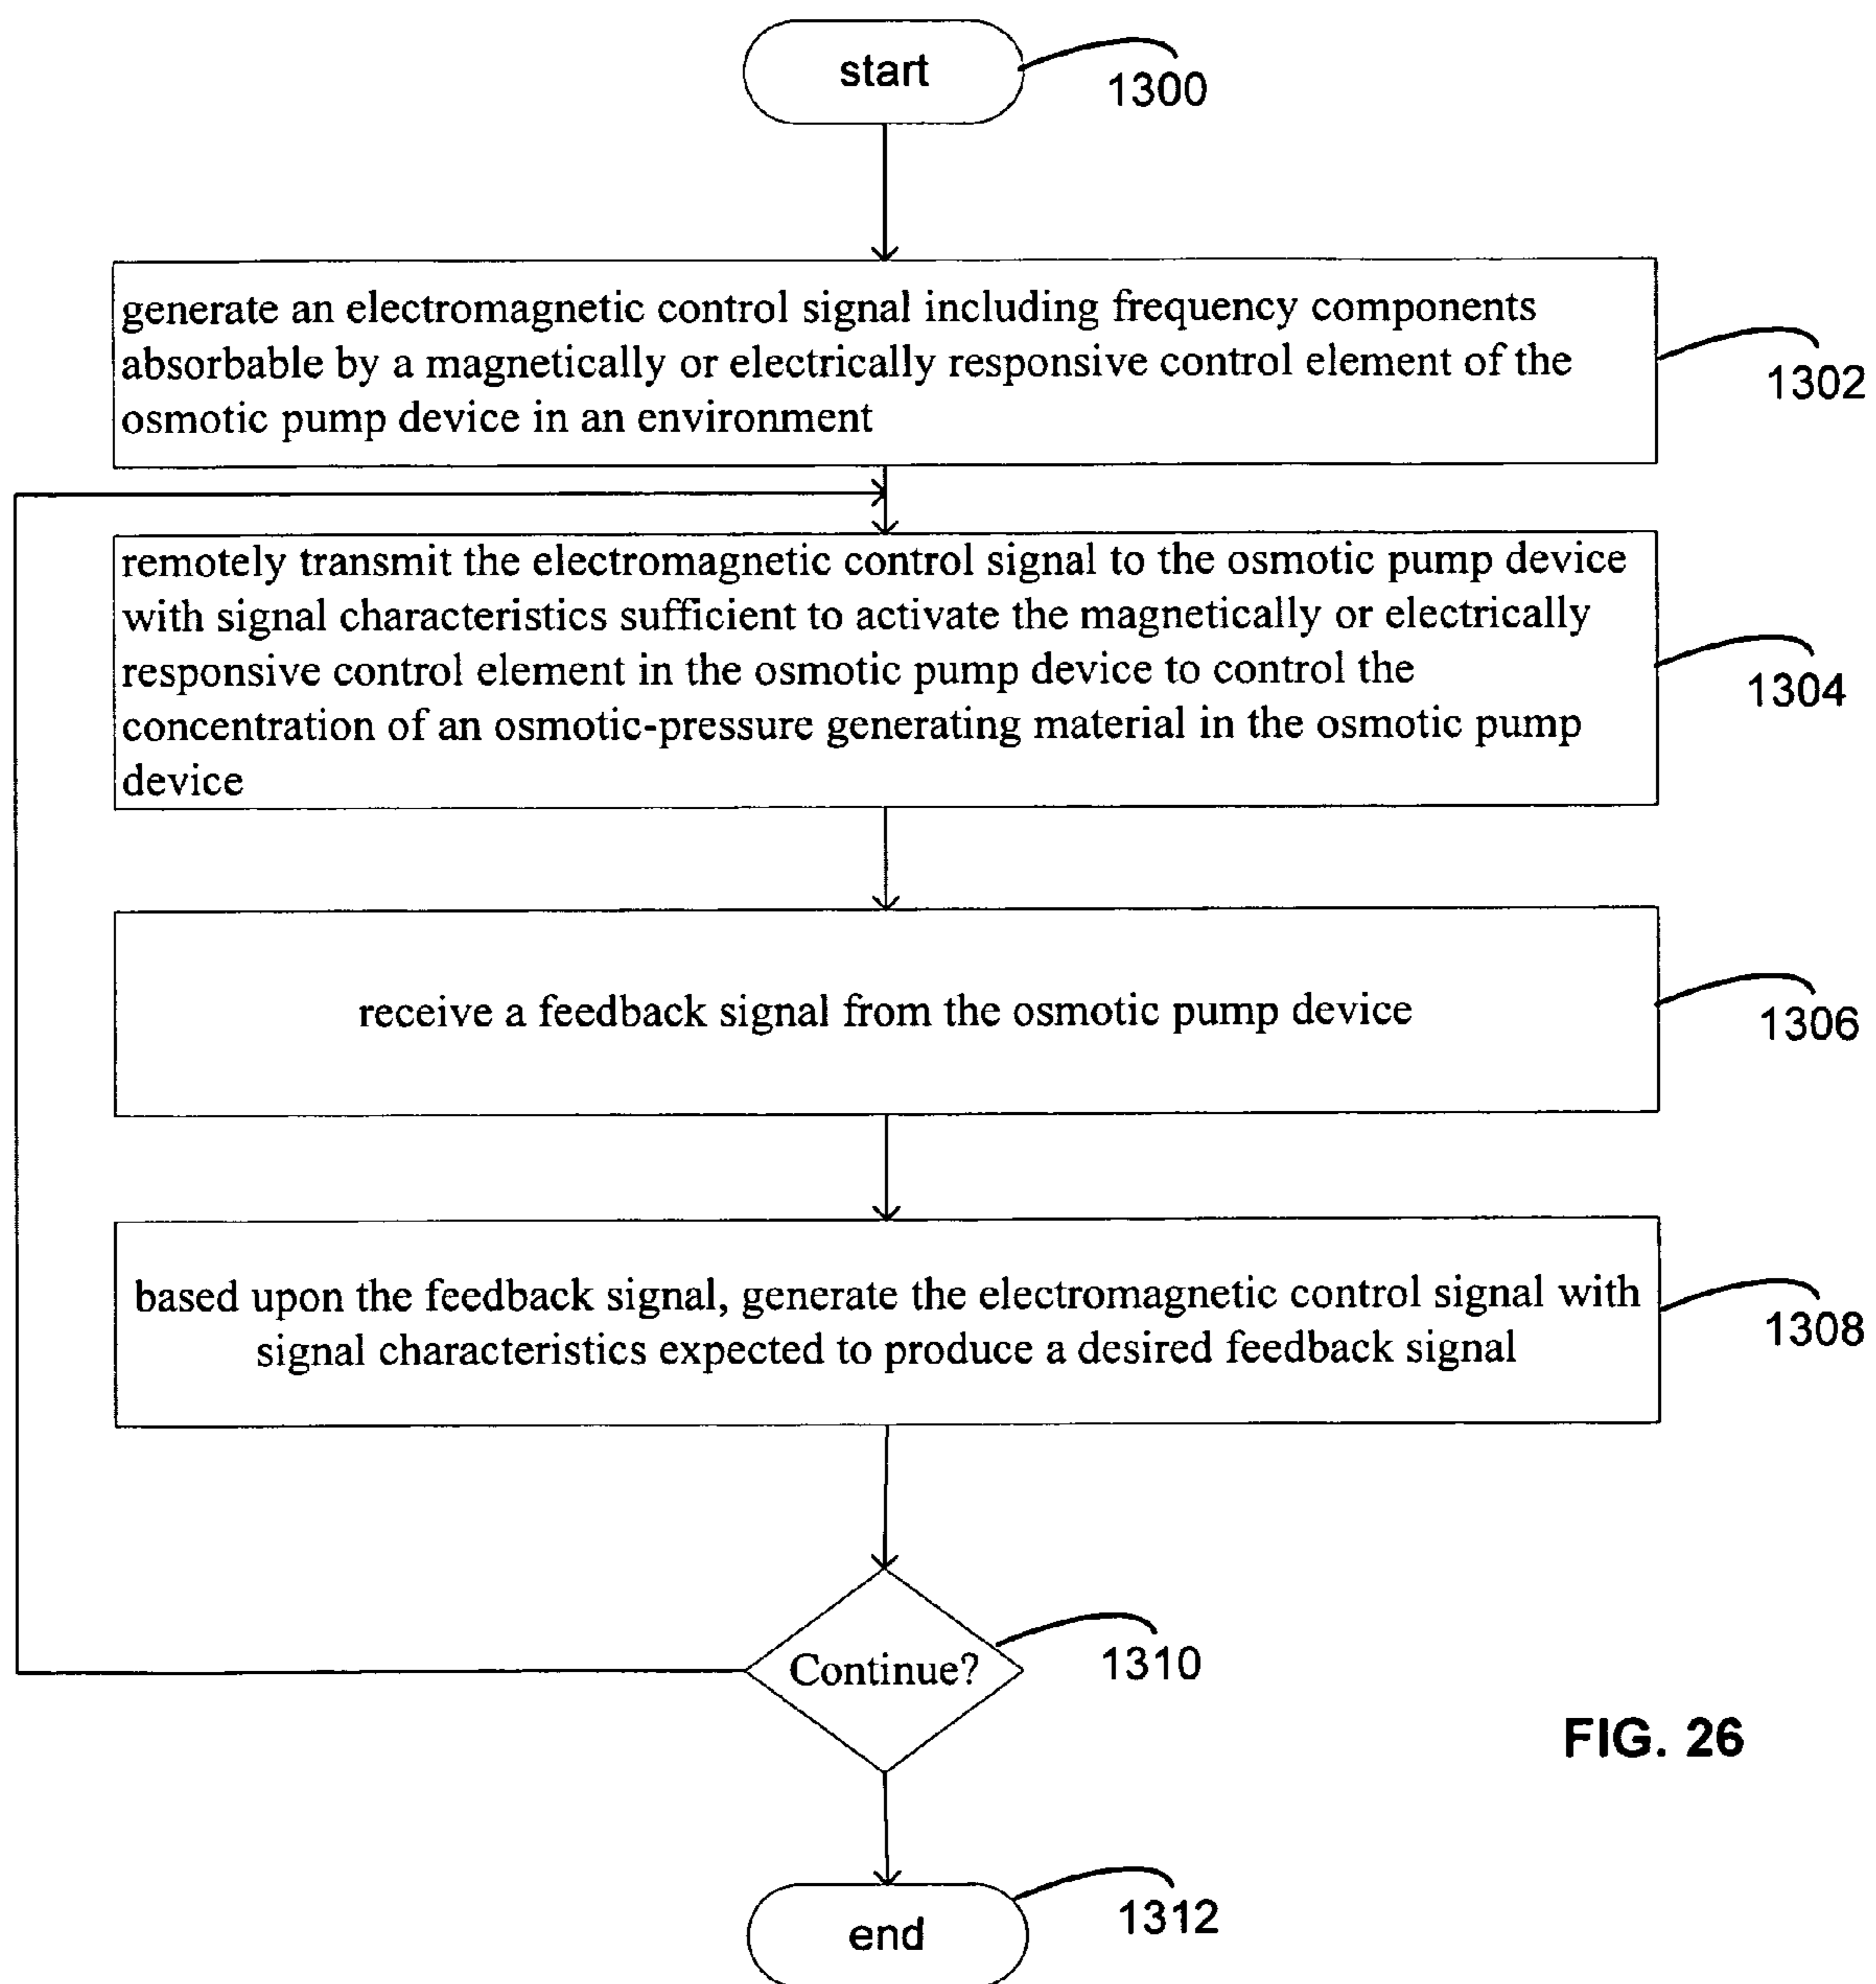 start
1300
generate an electromagnetic control signal including frequency components
absorbable by a magnetically or electrically responsive control element of the
osmotic pump device in an environment
1302
remotely transmit the electromagnetic control signal to the osmotic pump device
with signal characteristics sufficient to activate the magnetically or electrically
responsive control element in the osmotic pump device to control the
concentration of an osmotic-pressure generating material in the osmotic pump
device
1304
receive a feedback signal from the osmotic pump device
1306
based upon the feedback signal, generate the electromagnetic control signal with
signal characteristics expected to produce a desired feedback signal
1308
Continue?
1310
FIG. 26
end
1312